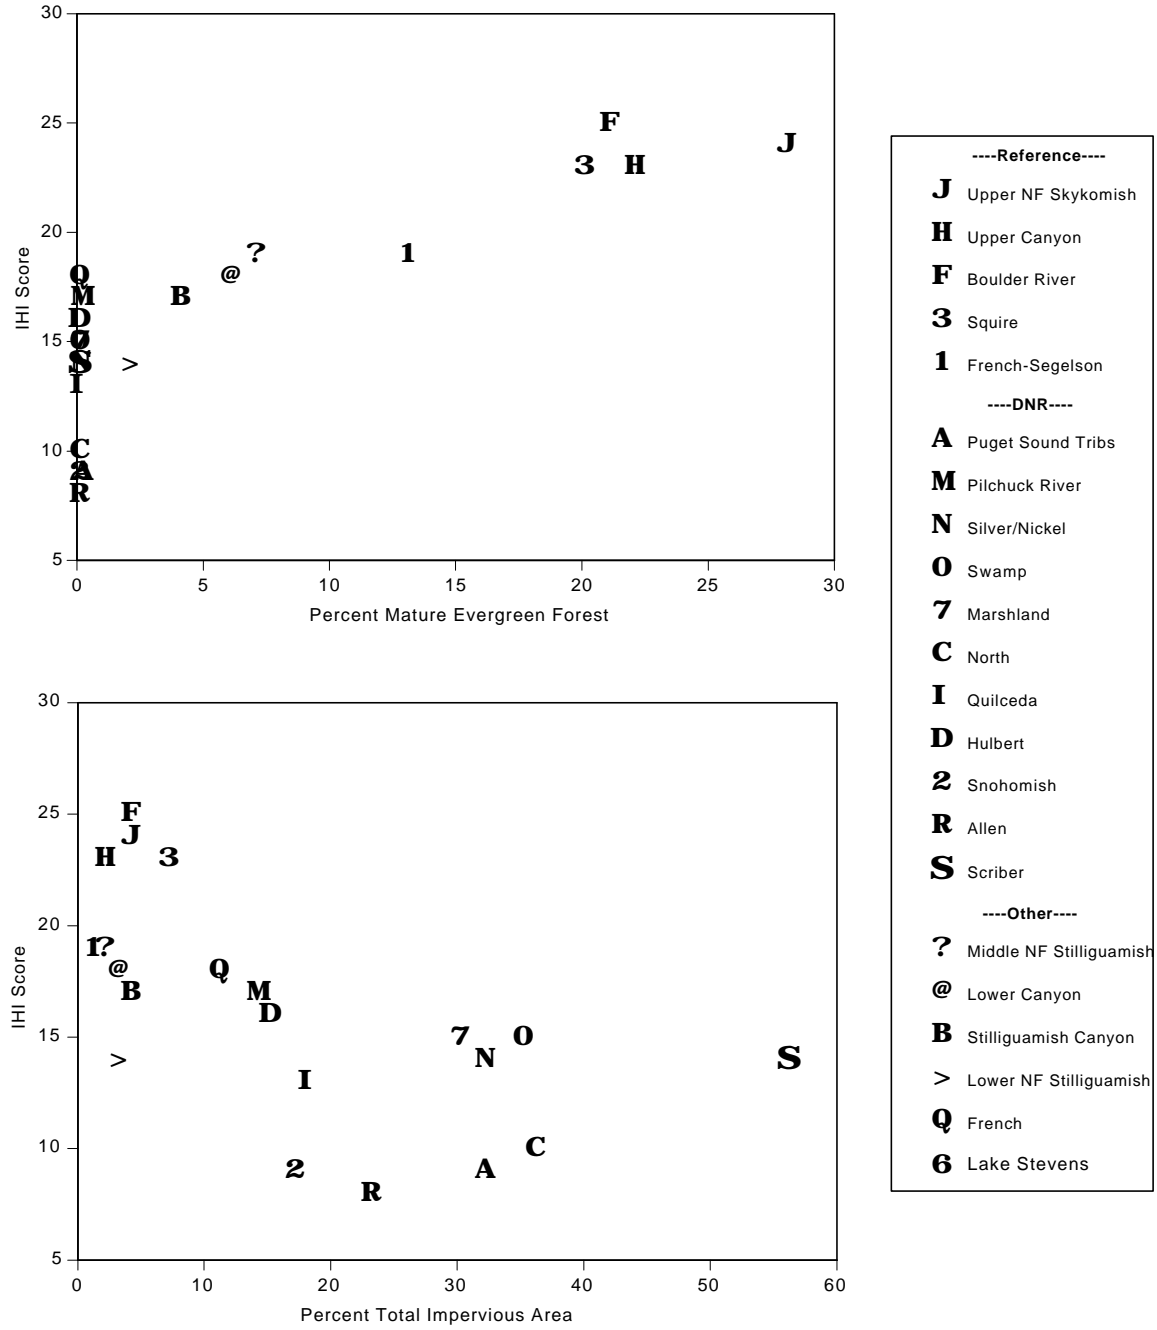 30
25
20
15
10
5
IHI Score
F
J
3 H
? 1
@
Q
M B
D
7
S >
I
C
A
R
0 5 10 15 20 25 30
Percent Mature Evergreen Forest
30
25
20
15
10
5
IHI Score
F
J
H 3
1 ?
@ Q
B M
D
7 O
> N S
I
C
2 A
R
0 10 20 30 40 50 60
Percent Total Impervious Area
----Reference----
J Upper NF Skykomish
H Upper Canyon
F Boulder River
3 Squire
1 French-Segelson
----DNR----
A Puget Sound Tribs
M Pilchuck River
N Silver/Nickel
O Swamp
7 Marshland
C North
I Quilceda
D Hulbert
2 Snohomish
R Allen
S Scriber
----Other----
? Middle NF Stilliguamish
@ Lower Canyon
B Stilliguamish Canyon
> Lower NF Stilliguamish
Q French
6 Lake Stevens